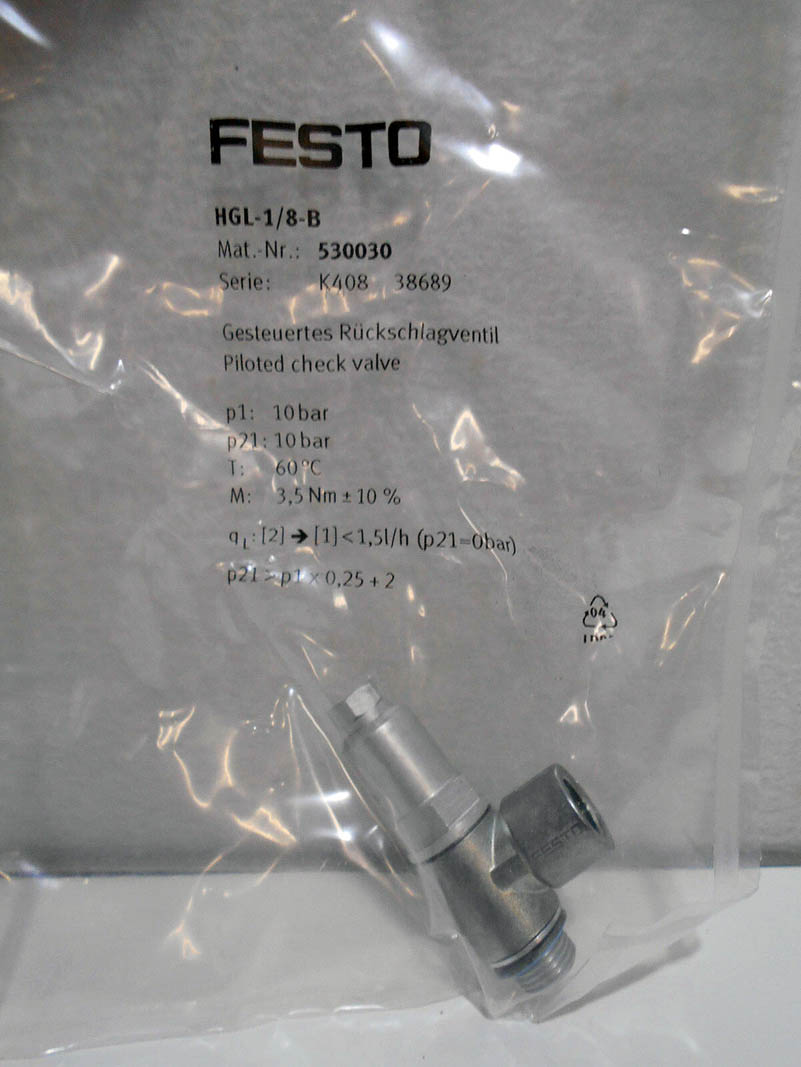 FESTO
HGL-1/8-B
Mat.-Nr.: 530030
Serie: K408 38689
Gesteuertes Rückschlagventil
Piloted check valve
p1: 10 bar
p21: 10 bar
T: 60 °C
M: 3,5 Nm ± 10 %
qL: [2] ➔ [1] < 1,5l/h (p21=0bar)
p21 > p1 × 0,25 + 2
04
FESTO